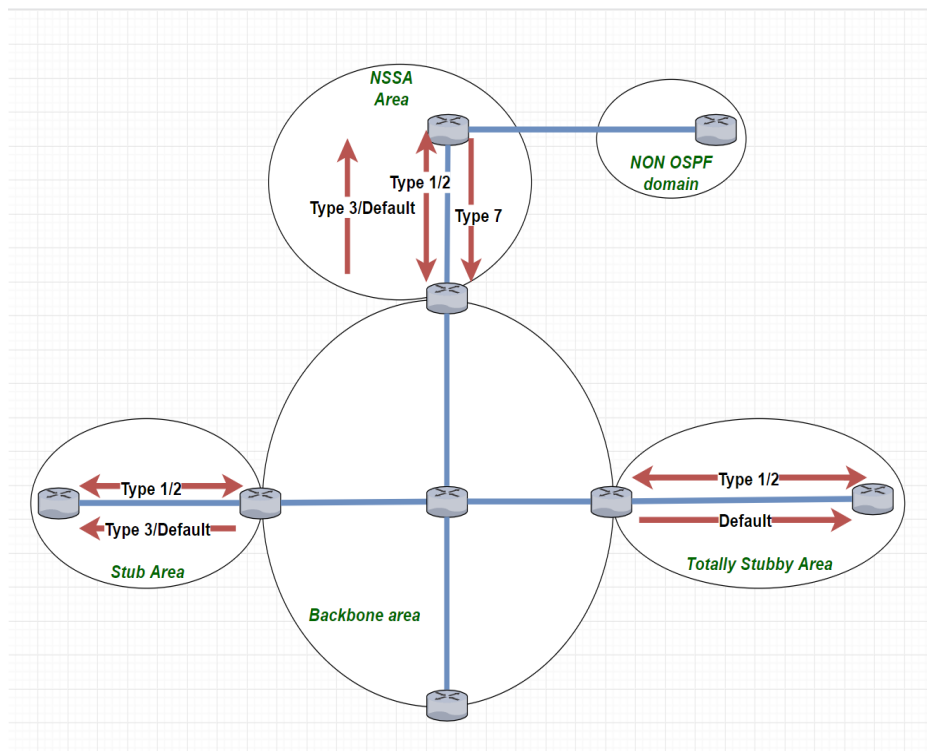 NSSA
Area
NON OSPF
domain
Type 1/2
Type 3/Default
Type 7
Type 1/2
Type 3/Default
Stub Area
Type 1/2
Default
Totally Stubby Area
Backbone area